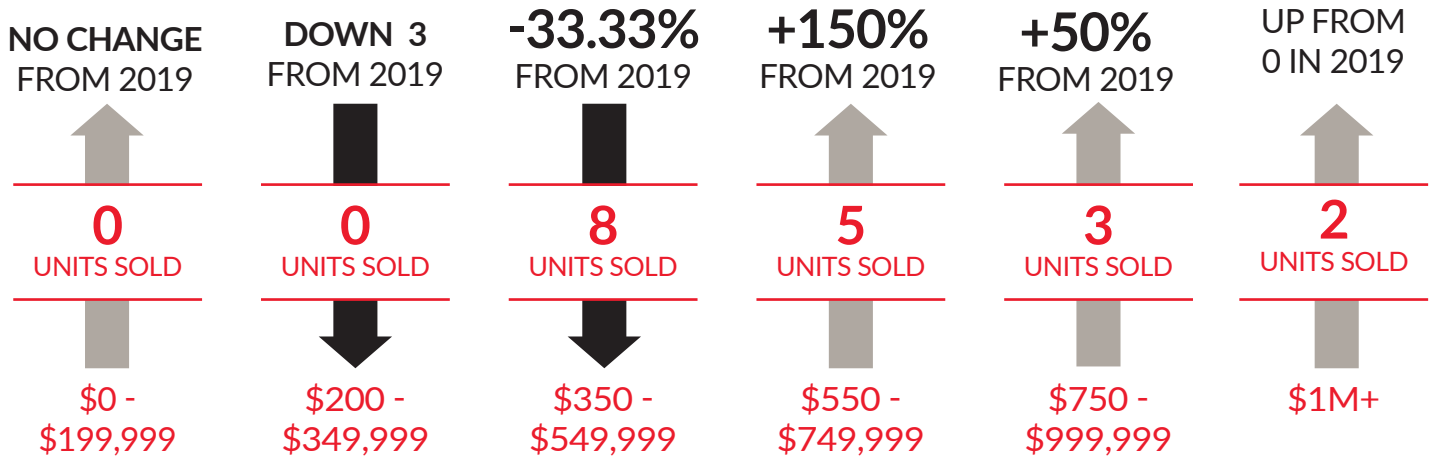 NO CHANGE
FROM 2019
0
UNITS SOLD
$0 -
$199,999
DOWN 3
FROM 2019
0
UNITS SOLD
$200 -
$349,999
-33.33%
FROM 2019
8
UNITS SOLD
$350 -
$549,999
+150%
FROM 2019
5
UNITS SOLD
$550 -
$749,999
+50%
FROM 2019
3
UNITS SOLD
$750 -
$999,999
UP FROM
0 IN 2019
2
UNITS SOLD
$1M+